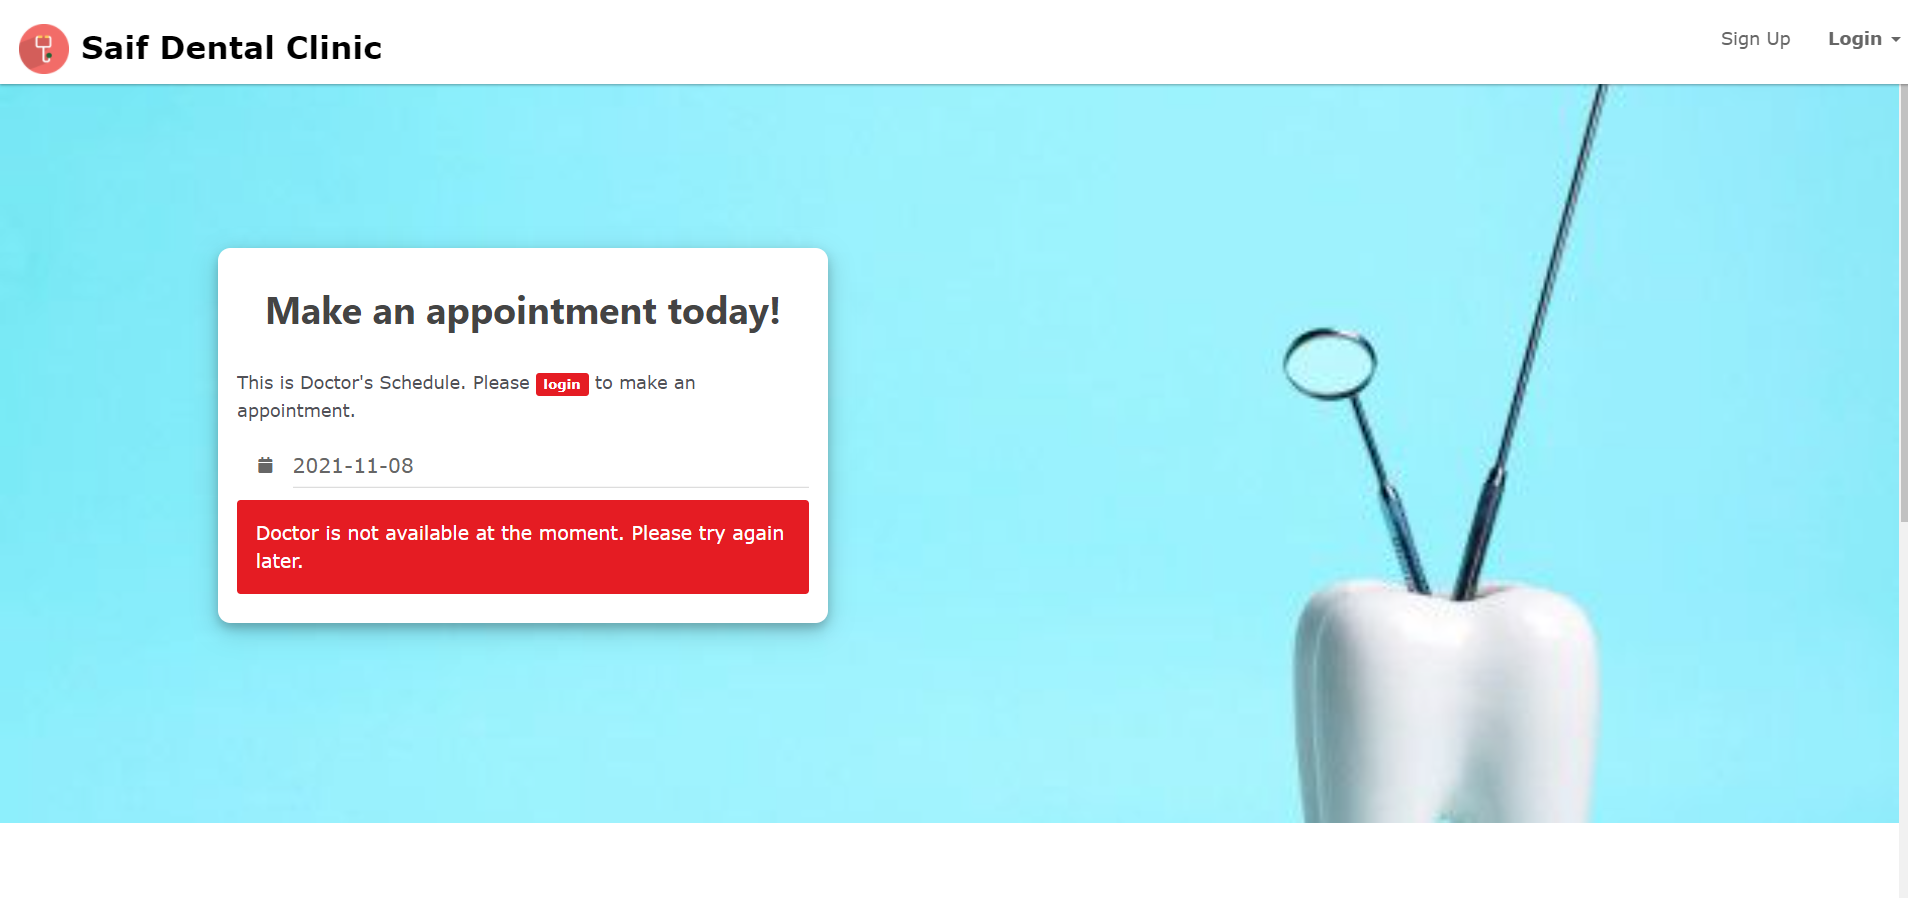 Saif Dental Clinic
Sign Up
Login
Make an appointment today!
This is Doctor's Schedule. Please login to make an
appointment.
2021-11-08
Doctor is not available at the moment. Please try again
later.